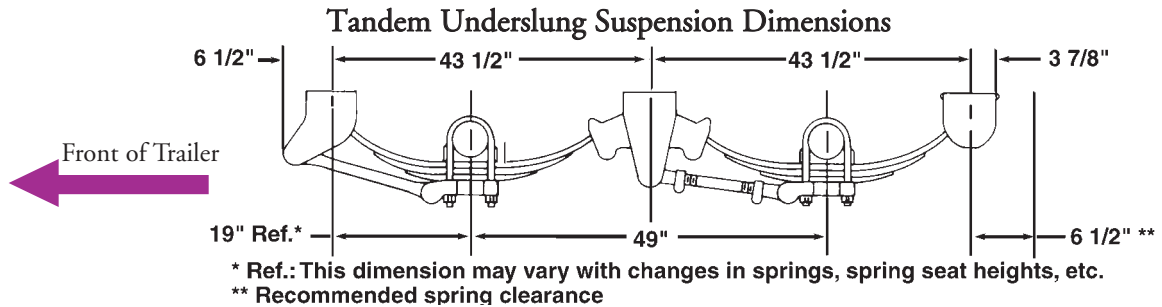 Tandem Underslung Suspension Dimensions
6 1/2" 43 1/2" 43 1/2" 3 7/8"
Front of Trailer
19" Ref.* 49" 6 1/2" **
* Ref.: This dimension may vary with changes in springs, spring seat heights, etc.
** Recommended spring clearance